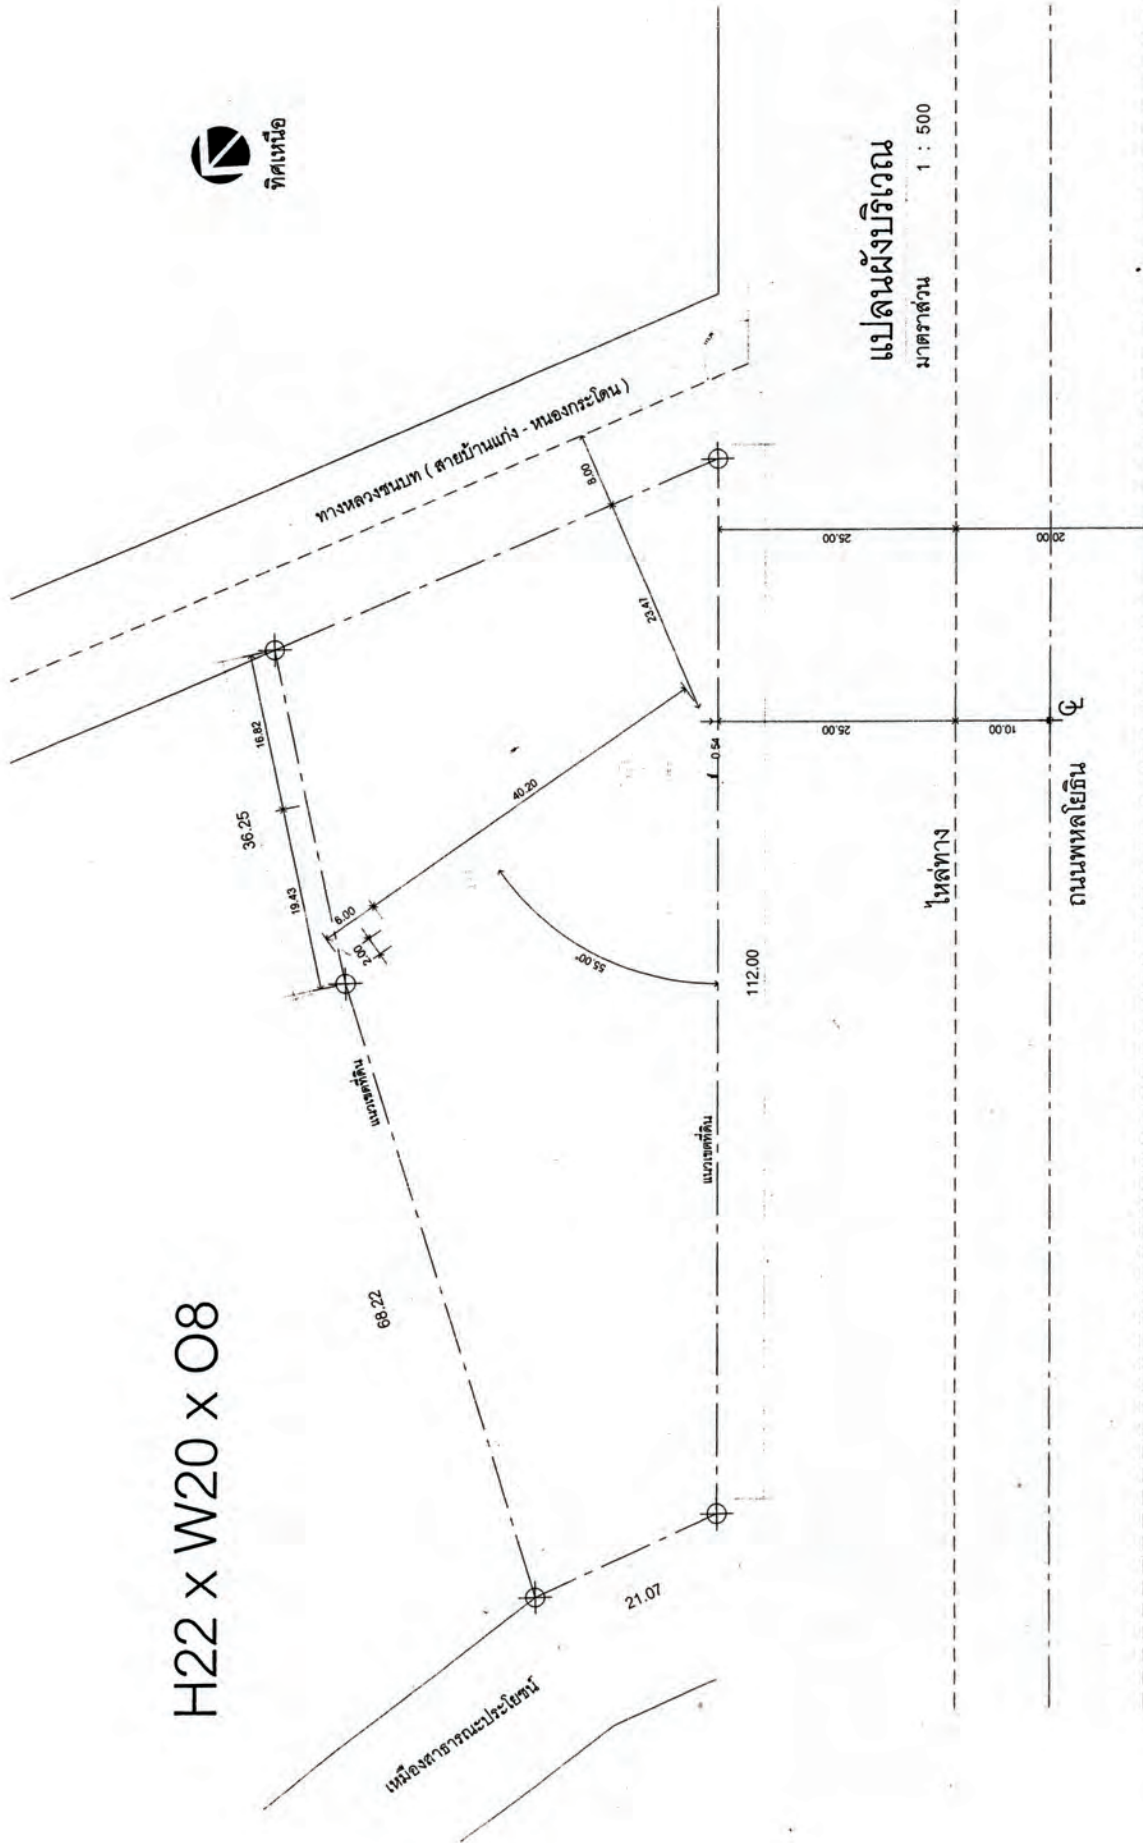 H22 x W20 x O8
ทิศเหนือ
ทางหลวงชนบท ( สายบ้านแก่ง - หนองกระโดน )
16.82
36.25
19.43
6.00
2.00
40.20
8.00
23.47
55.00°
0.54
แนวเขตที่ดิน
68.22
แนวเขตที่ดิน
112.00
21.07
เหมืองสาธารณะประโยชน์
25.00
20.00
25.00
10.00
ไหล่ทาง
ถนนพหลโยธิน
แปลนผังบริเวณ
มาตราส่วน 1 : 500